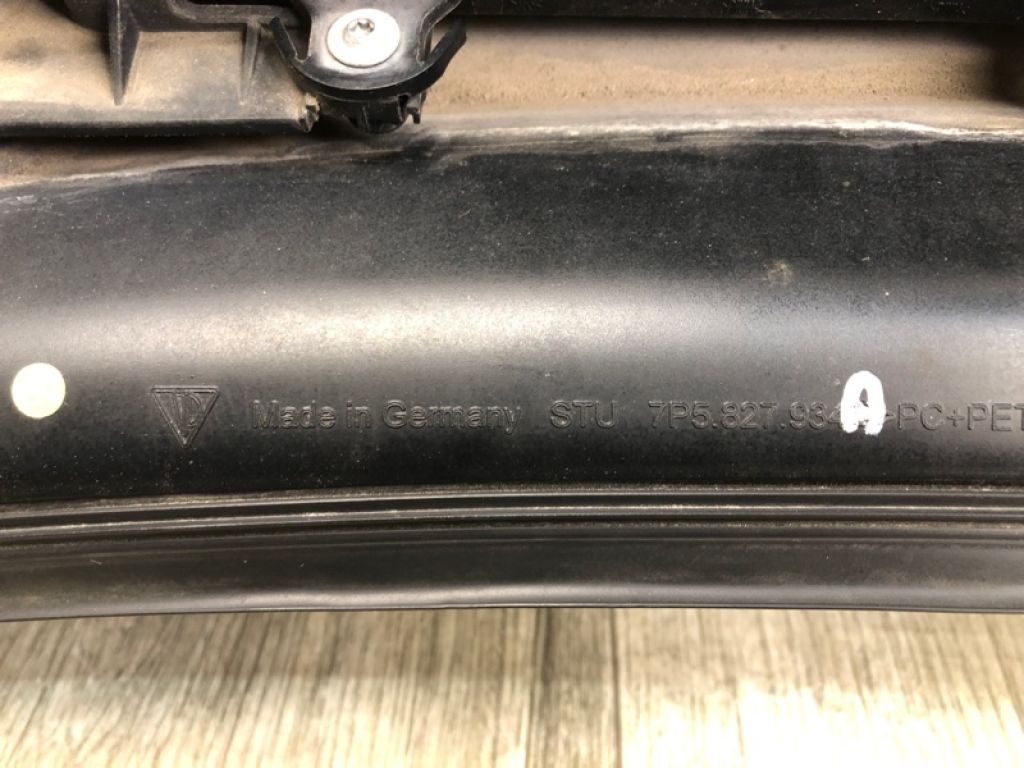 Made in Germany STU 7P5.827.934 A >PC+PET